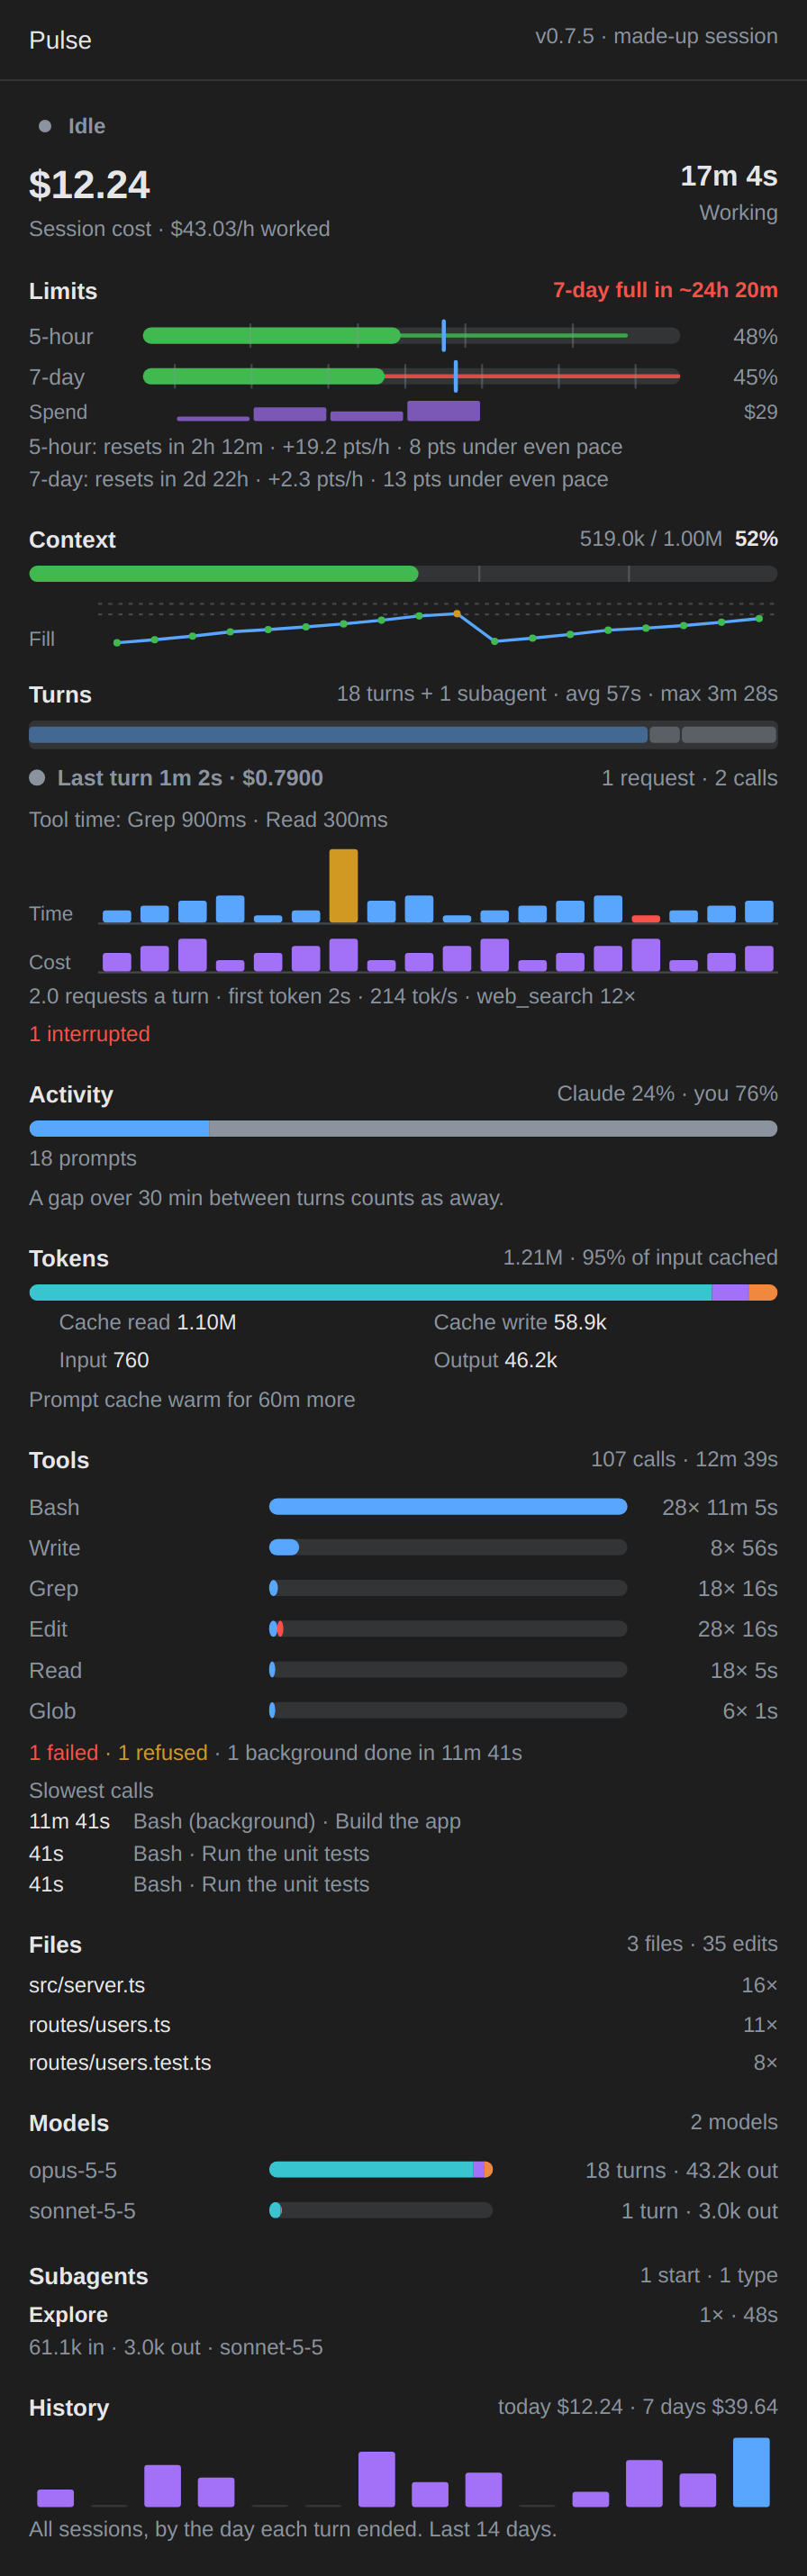 Pulse
v0.7.5 · made-up session
Idle
$12.24
17m 4s
Session cost · $43.03/h worked
Working
Limits
7-day full in ~24h 20m
5-hour
48%
7-day
45%
Spend
$29
5-hour: resets in 2h 12m · +19.2 pts/h · 8 pts under even pace
7-day: resets in 2d 22h · +2.3 pts/h · 13 pts under even pace
Context
519.0k / 1.00M 52%
Fill
Turns
18 turns + 1 subagent · avg 57s · max 3m 28s
Last turn 1m 2s · $0.7900
1 request · 2 calls
Tool time: Grep 900ms · Read 300ms
Time
Cost
2.0 requests a turn · first token 2s · 214 tok/s · web_search 12×
1 interrupted
Activity
Claude 24% · you 76%
18 prompts
A gap over 30 min between turns counts as away.
Tokens
1.21M · 95% of input cached
Cache read 1.10M
Cache write 58.9k
Input 760
Output 46.2k
Prompt cache warm for 60m more
Tools
107 calls · 12m 39s
Bash
28× 11m 5s
Write
8× 56s
Grep
18× 16s
Edit
28× 16s
Read
18× 5s
Glob
6× 1s
1 failed · 1 refused · 1 background done in 11m 41s
Slowest calls
11m 41s Bash (background) · Build the app
41s Bash · Run the unit tests
41s Bash · Run the unit tests
Files
3 files · 35 edits
src/server.ts
16×
routes/users.ts
11×
routes/users.test.ts
8×
Models
2 models
opus-5-5
18 turns · 43.2k out
sonnet-5-5
1 turn · 3.0k out
Subagents
1 start · 1 type
Explore
1× · 48s
61.1k in · 3.0k out · sonnet-5-5
History
today $12.24 · 7 days $39.64
All sessions, by the day each turn ended. Last 14 days.